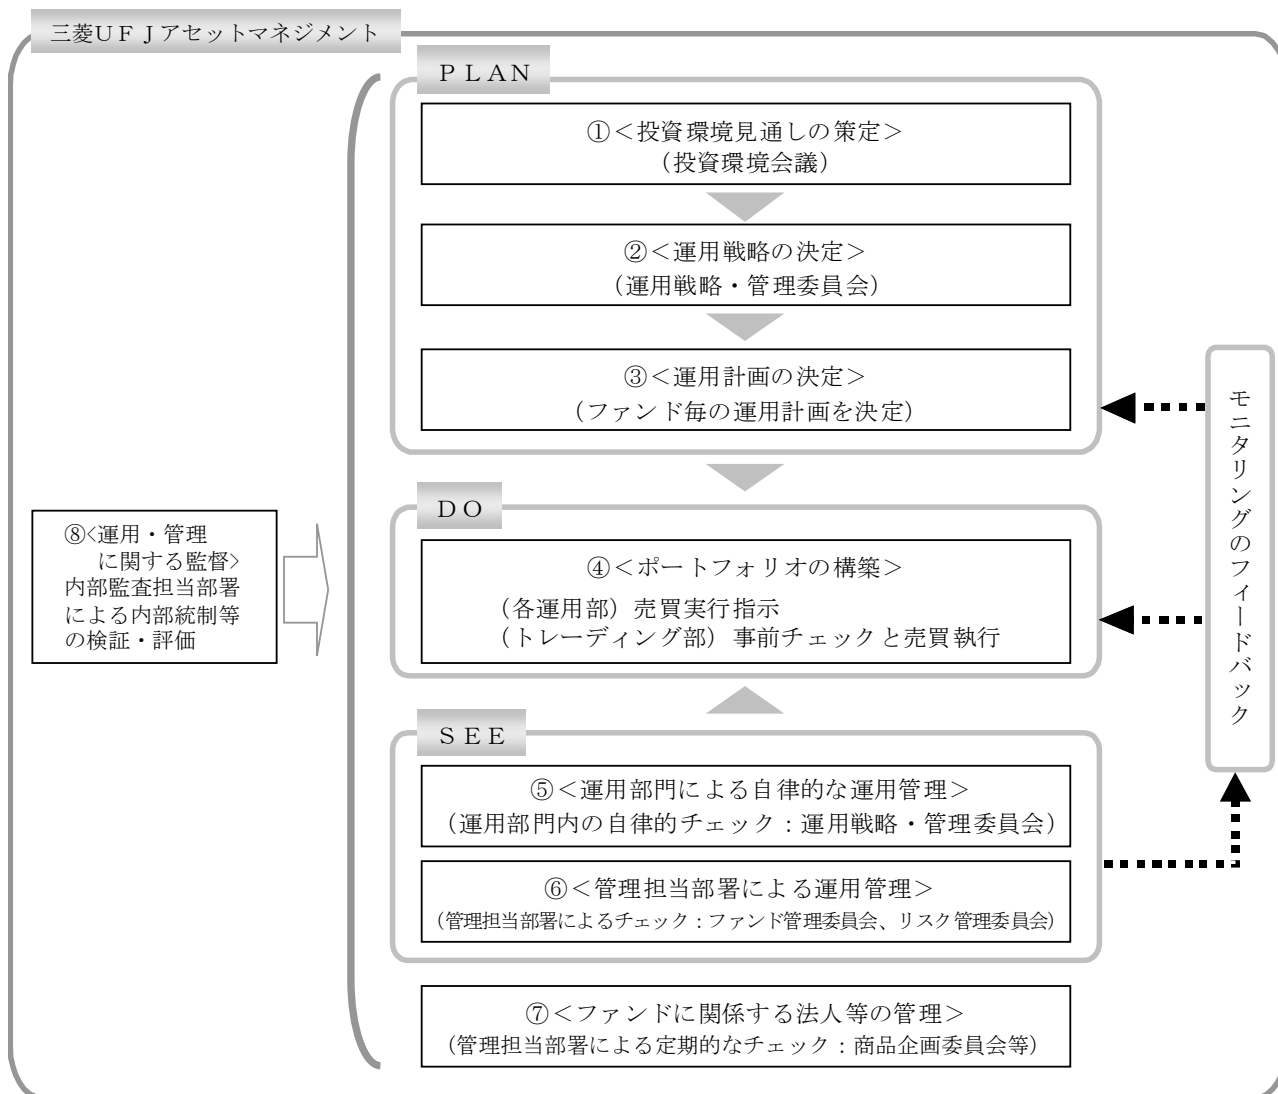 三菱ＵＦＪアセットマネジメント
ＰＬＡＮ
①＜投資環境見通しの策定＞
（投資環境会議）
②＜運用戦略の決定＞
（運用戦略・管理委員会）
③＜運用計画の決定＞
（ファンド毎の運用計画を決定）
ＤＯ
④＜ポートフォリオの構築＞
（各運用部）売買実行指示
（トレーディング部）事前チェックと売買執行
ＳＥＥ
⑤＜運用部門による自律的な運用管理＞
（運用部門内の自律的チェック：運用戦略・管理委員会）
⑥＜管理担当部署による運用管理＞
（管理担当部署によるチェック：ファンド管理委員会、リスク管理委員会）
⑦＜ファンドに関係する法人等の管理＞
（管理担当部署による定期的なチェック：商品企画委員会等）
⑧<運用・管理
に関する監督>
内部監査担当部署
による内部統制等
の検証・評価
モニタリングのフィードバック